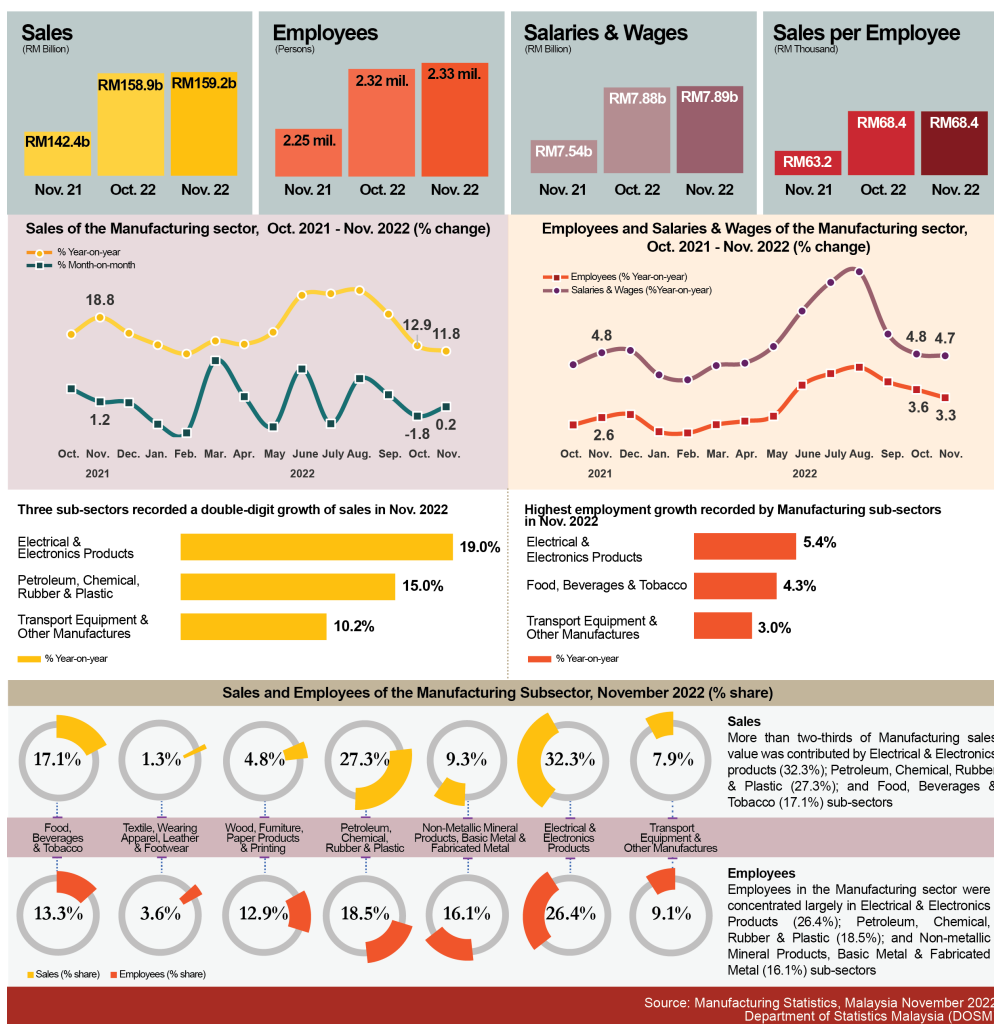 Sales
(RM Billion)
RM142.4b
RM158.9b
RM159.2b
Nov. 21
Oct. 22
Nov. 22
Employees
(Persons)
2.25 mil.
2.32 mil.
2.33 mil.
Nov. 21
Oct. 22
Nov. 22
Salaries & Wages
(RM Billion)
RM7.54b
RM7.88b
RM7.89b
Nov. 21
Oct. 22
Nov. 22
Sales per Employee
(RM Thousand)
RM63.2
RM68.4
RM68.4
Nov. 21
Oct. 22
Nov. 22
Sales of the Manufacturing sector, Oct. 2021 - Nov. 2022 (% change)
% Year-on-year
% Month-on-month
18.8
12.9
11.8
1.2
-1.8
0.2
Oct. Nov. Dec. Jan. Feb. Mar. Apr. May June July Aug. Sep. Oct. Nov.
2021 2022
Employees and Salaries & Wages of the Manufacturing sector,
Oct. 2021 - Nov. 2022 (% change)
Employees (% Year-on-year)
Salaries & Wages (%Year-on-year)
4.8
4.8
4.7
2.6
3.6
3.3
Oct. Nov. Dec. Jan. Feb. Mar. Apr. May June July Aug. Sep. Oct. Nov.
2021 2022
Three sub-sectors recorded a double-digit growth of sales in Nov. 2022
Electrical &
Electronics Products
19.0%
Petroleum, Chemical,
Rubber & Plastic
15.0%
Transport Equipment &
Other Manufactures
10.2%
% Year-on-year
Highest employment growth recorded by Manufacturing sub-sectors
in Nov. 2022
Electrical &
Electronics Products
5.4%
Food, Beverages & Tobacco
4.3%
Transport Equipment &
Other Manufactures
3.0%
% Year-on-year
Sales and Employees of the Manufacturing Subsector, November 2022 (% share)
17.1%
1.3%
4.8%
27.3%
9.3%
32.3%
7.9%
Sales
More than two-thirds of Manufacturing sales
value was contributed by Electrical & Electronics
products (32.3%); Petroleum, Chemical, Rubber
& Plastic (27.3%); and Food, Beverages &
Tobacco (17.1%) sub-sectors
Food,
Beverages
& Tobacco
Textile, Wearing
Apparel, Leather
& Footwear
Wood, Furniture,
Paper Products
& Printing
Petroleum,
Chemical,
Rubber & Plastic
Non-Metallic Mineral
Products, Basic Metal &
Fabricated Metal
Electrical &
Electronics
Products
Transport
Equipment &
Other Manufactures
13.3%
3.6%
12.9%
18.5%
16.1%
26.4%
9.1%
Employees
Employees in the Manufacturing sector were
concentrated largely in Electrical & Electronics
Products (26.4%); Petroleum, Chemical,
Rubber & Plastic (18.5%); and Non-metallic
Mineral Products, Basic Metal & Fabricated
Metal (16.1%) sub-sectors
Sales (% share)
Employees (% share)
Source: Manufacturing Statistics, Malaysia November 2022
Department of Statistics Malaysia (DOSM